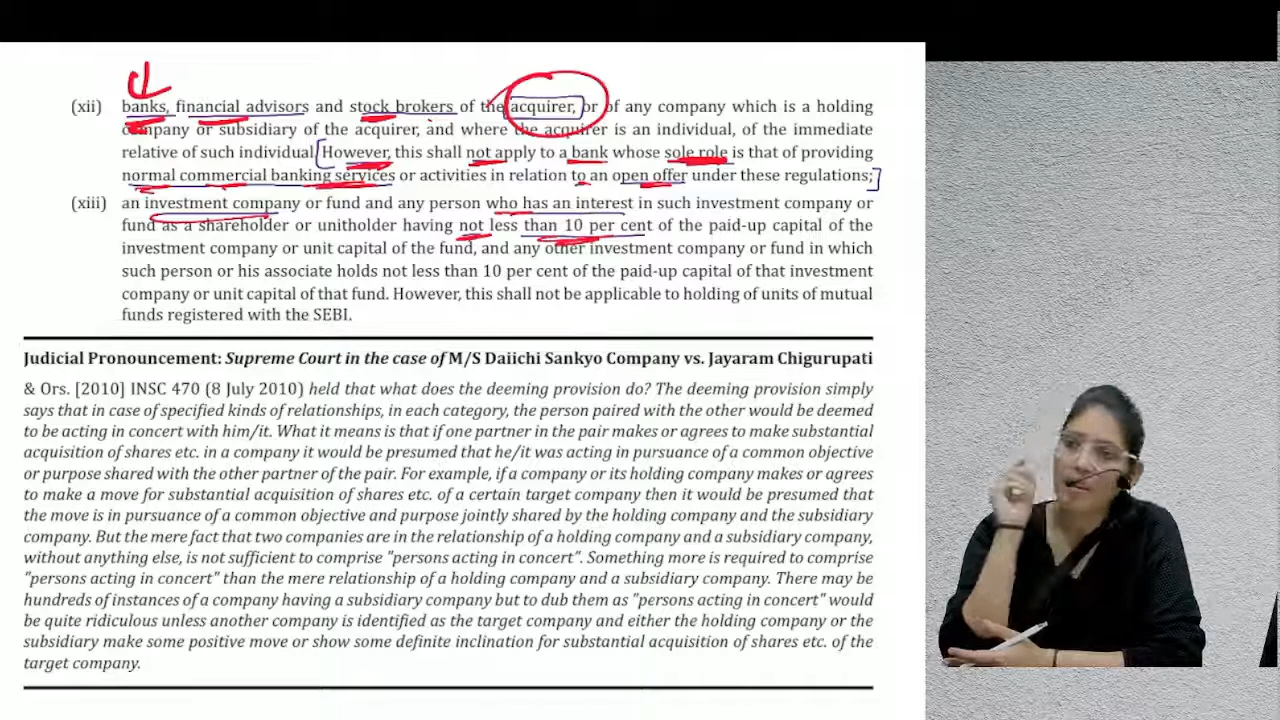 (xii) banks, financial advisors and stock brokers of the acquirer, or of any company which is a holding
company or subsidiary of the acquirer, and where the acquirer is an individual, of the immediate
relative of such individual. However, this shall not apply to a bank whose sole role is that of providing
normal commercial banking services or activities in relation to an open offer under these regulations;
(xiii) an investment company or fund and any person who has an interest in such investment company or
fund as a shareholder or unitholder having not less than 10 per cent of the paid-up capital of the
investment company or unit capital of the fund, and any other investment company or fund in which
such person or his associate holds not less than 10 per cent of the paid-up capital of that investment
company or unit capital of that fund. However, this shall not be applicable to holding of units of mutual
funds registered with the SEBI.
Judicial Pronouncement: Supreme Court in the case of M/S Daiichi Sankyo Company vs. Jayaram Chigurupati
& Ors. [2010] INSC 470 (8 July 2010) held that what does the deeming provision do? The deeming provision simply
says that in case of specified kinds of relationships, in each category, the person paired with the other would be deemed
to be acting in concert with him/it. What it means is that if one partner in the pair makes or agrees to make substantial
acquisition of shares etc. in a company it would be presumed that he/it was acting in pursuance of a common objective
or purpose shared with the other partner of the pair. For example, if a company or its holding company makes or agrees
to make a move for substantial acquisition of shares etc. of a certain target company then it would be presumed that
the move is in pursuance of a common objective and purpose jointly shared by the holding company and the subsidiary
company. But the mere fact that two companies are in the relationship of a holding company and a subsidiary company,
without anything else, is not sufficient to comprise "persons acting in concert". Something more is required to comprise
"persons acting in concert" than the mere relationship of a holding company and a subsidiary company. There may be
hundreds of instances of a company having a subsidiary company but to dub them as "persons acting in concert" would
be quite ridiculous unless another company is identified as the target company and either the holding company or the
subsidiary make some positive move or show some definite inclination for substantial acquisition of shares etc. of the
target company.